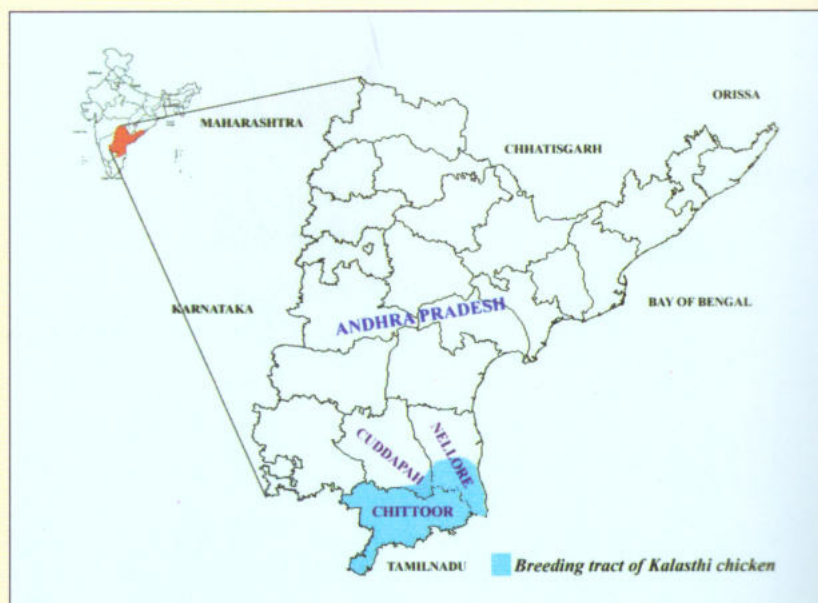 ORISSA
MAHARASHTRA
CHHATISGARH
KARNATAKA
BAY OF BENGAL
ANDHRA PRADESH
CUDDAPAH
NELLORE
CHITTOOR
TAMILNADU
Breeding tract of Kalasthi chicken